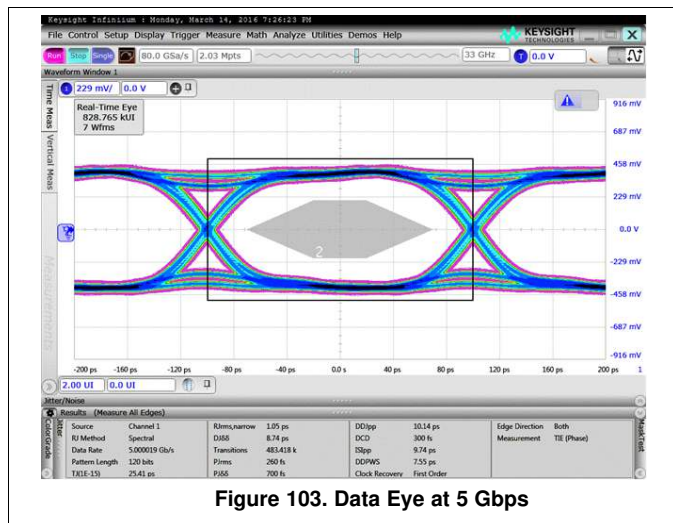 Keysight Infiniium : Monday, March 14, 2016 7:26:23 PM
File Control Setup Display Trigger Measure Math Analyze Utilities Demos Help
KEYSIGHT
TECHNOLOGIES
Run Stop Single 80.0 GSa/s 2.03 Mpts 33 GHz T 0.0 V
Waveform Window 1
Time Meas
Vertical Meas
Measurements
1 229 mV/ 0.0 V
Real-Time Eye
828.765 kUI
7 Wfms
916 mV
687 mV
458 mV
229 mV
0.0 V
-229 mV
-458 mV
-687 mV
-916 mV
2
-200 ps -160 ps -120 ps -80 ps -40 ps 0.0 s 40 ps 80 ps 120 ps 160 ps 200 ps 1
2.00 UI 0.0 UI
Jitter/Noise
Results (Measure All Edges)
ColorGrade
Jitter
MaskTest
Source Channel 1 RJrms,narrow 1.05 ps DDJpp 10.14 ps Edge Direction Both
RJ Method Spectral DJδδ 8.74 ps DCD 300 fs Measurement TIE (Phase)
Data Rate 5.000019 Gb/s Transitions 483.418 k ISIpp 9.74 ps
Pattern Length 120 bits PJrms 260 fs DDPWS 7.55 ps
TJ(1E-15) 25.41 ps PJδδ 700 fs Clock Recovery First Order
Figure 103. Data Eye at 5 Gbps